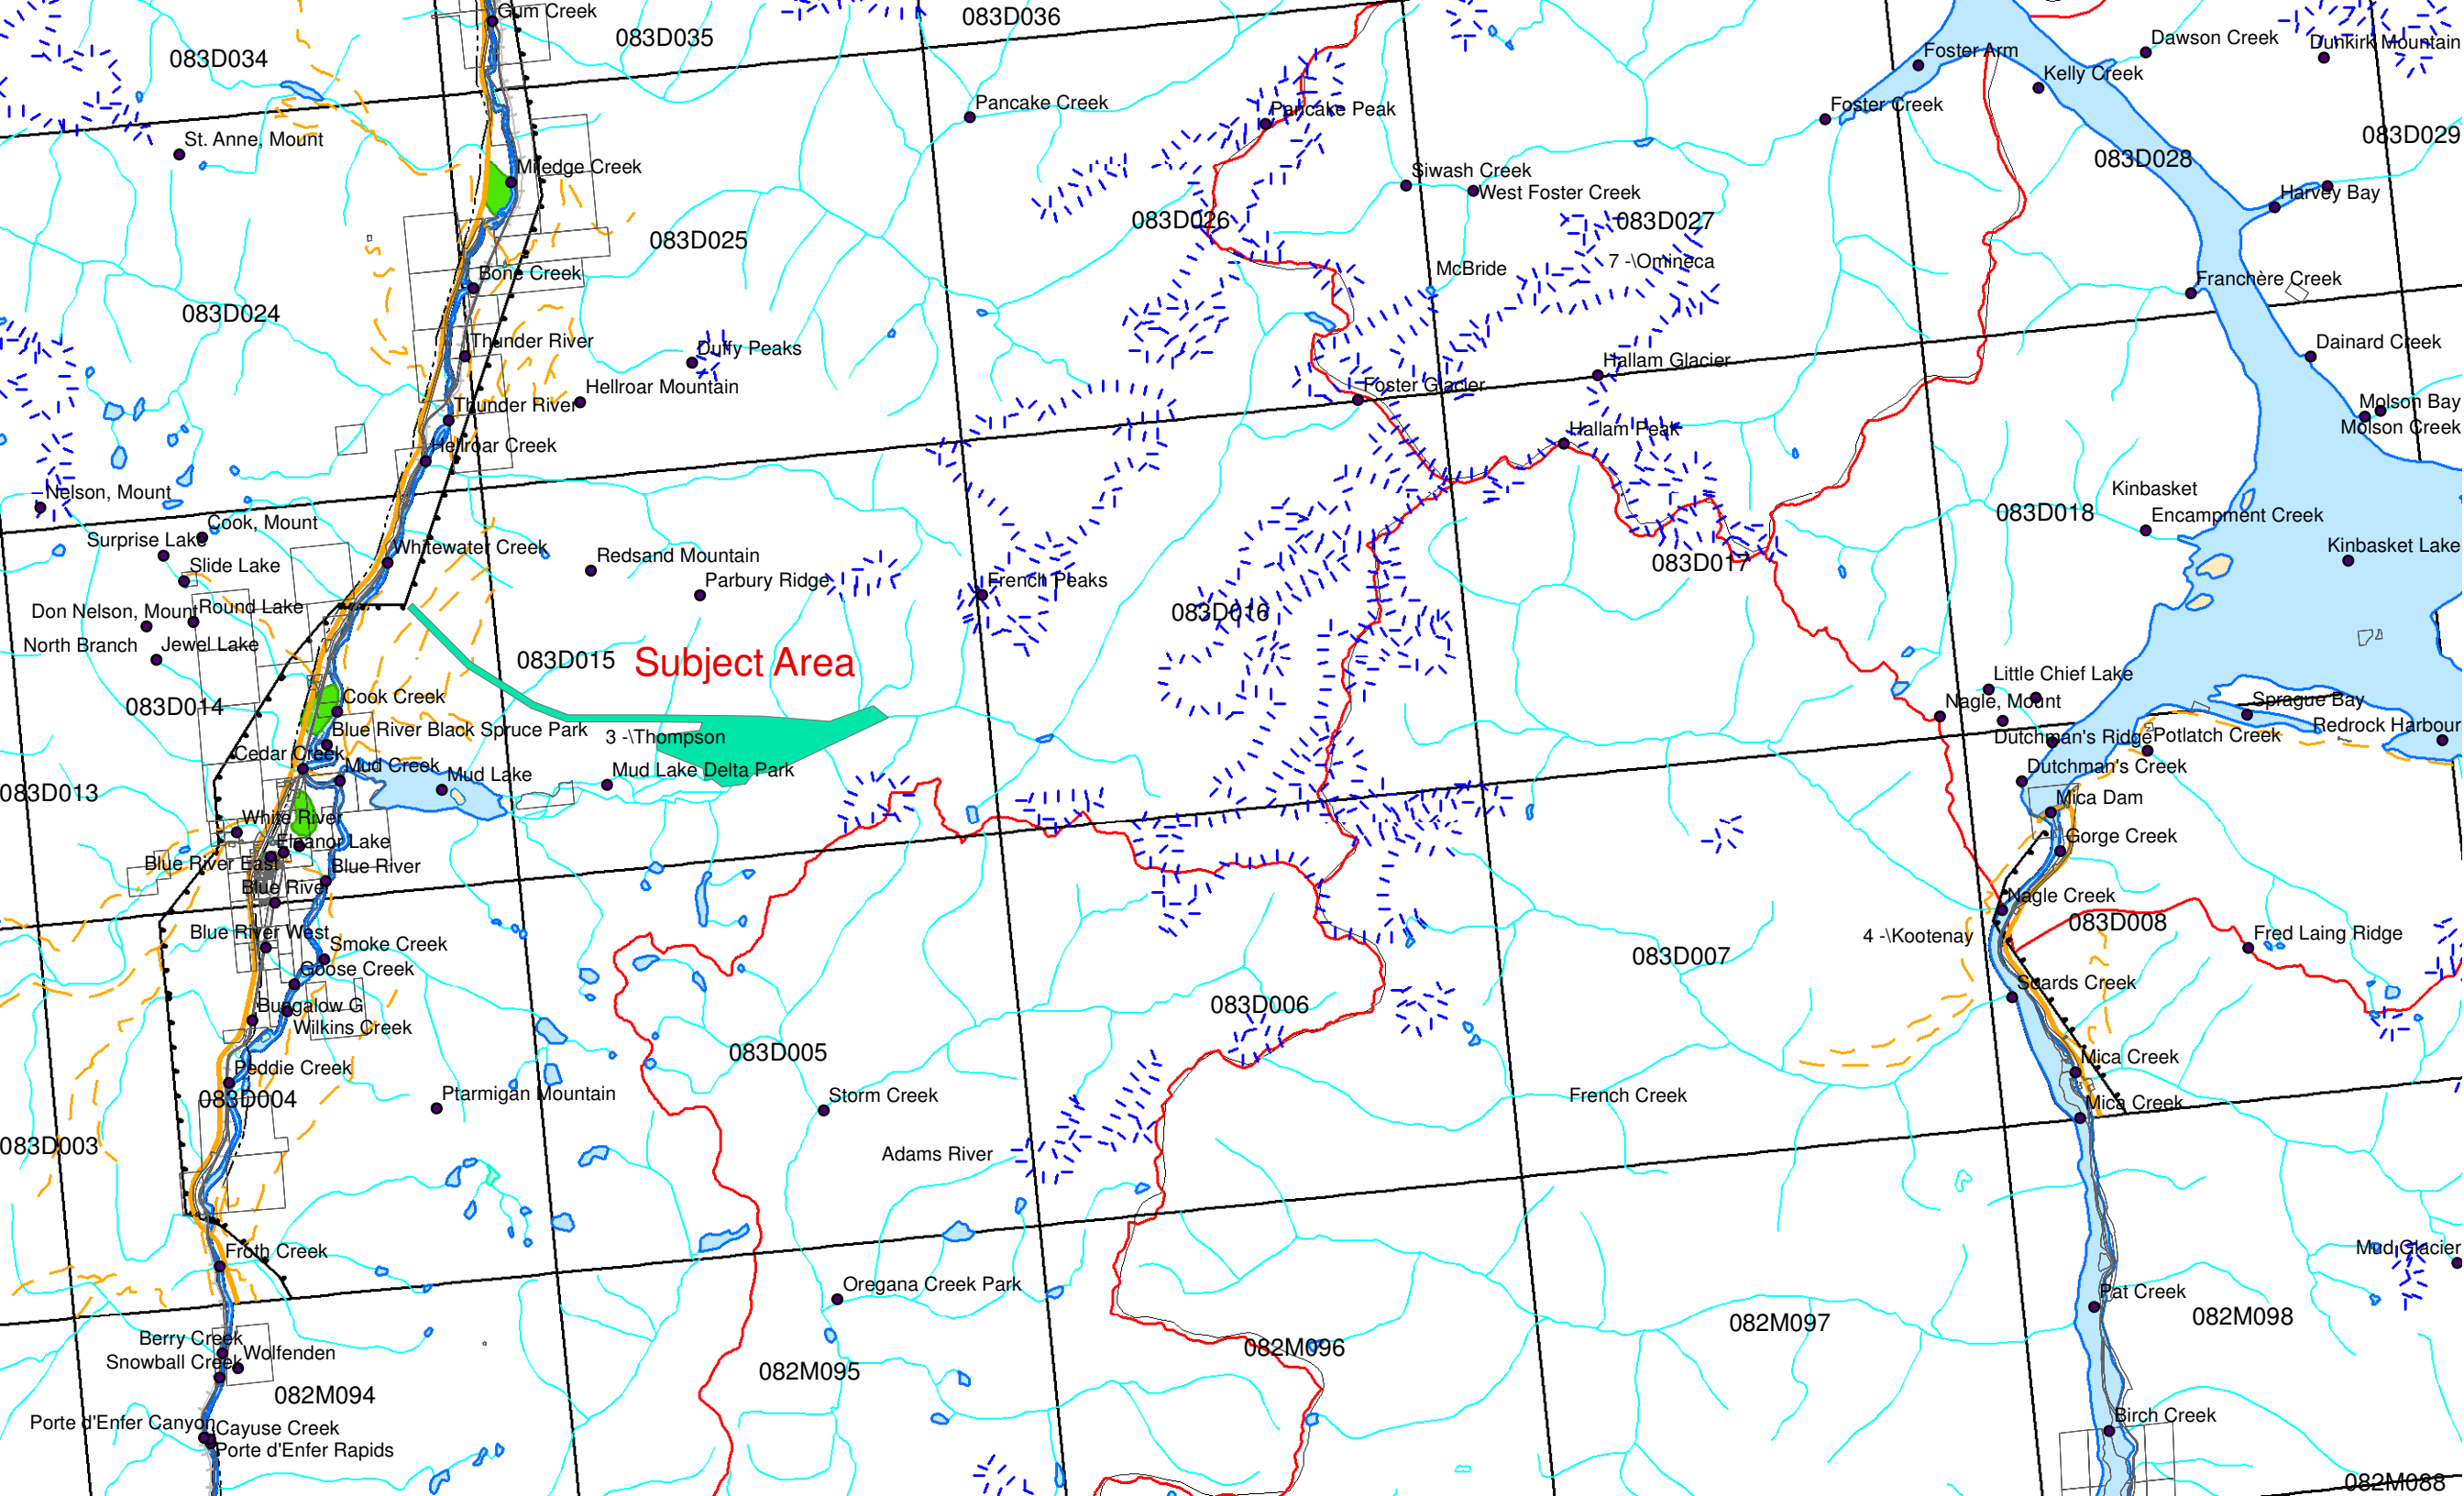 Gum Creek
083D036
083D035
083D034
Foster Arm
Dawson Creek
Dunkirk Mountain
Kelly Creek
Pancake Creek
Pancake Peak
Foster Creek
083D029
St. Anne, Mount
Miledge Creek
083D028
Siwash Creek
West Foster Creek
Harvey Bay
083D026
083D027
083D025
Bone Creek
McBride
7 -\Omineca
Franchère Creek
083D024
Thunder River
Duffy Peaks
Dainard Creek
Hellroar Mountain
Hallam Glacier
Foster Glacier
Thunder River
Molson Bay
Molson Creek
Hellroar Creek
Hallam Peak
Nelson, Mount
Kinbasket
Cook, Mount
083D018
Encampment Creek
Surprise Lake
Whitewater Creek
Redsand Mountain
Kinbasket Lake
Slide Lake
Parbury Ridge
French Peaks
083D017
Don Nelson, Mount
Round Lake
083D016
North Branch
Jewel Lake
083D015
Subject Area
Little Chief Lake
Cook Creek
Nagle, Mount
Sprague Bay
083D014
Blue River Black Spruce Park
3 -\Thompson
Dutchman's Ridge
Potlatch Creek
Redrock Harbour
Cedar Creek
Mud Creek
Mud Lake
Mud Lake Delta Park
Dutchman's Creek
083D013
Mica Dam
White River
Gorge Creek
Eleanor Lake
Blue River East
Blue River
Blue River
Nagle Creek
083D008
Blue River West
Smoke Creek
4 -\Kootenay
Fred Laing Ridge
083D007
Goose Creek
Soards Creek
Bungalow G
083D006
Wilkins Creek
083D005
Mica Creek
Peddie Creek
083D004
Ptarmigan Mountain
Storm Creek
French Creek
Mica Creek
083D003
Adams River
Froth Creek
Mud Glacier
Oregana Creek Park
Pat Creek
082M098
082M097
Berry Creek
Wolfenden
082M096
Snowball Creek
082M095
082M094
Porte d'Enfer Canyon
Cayuse Creek
Birch Creek
Porte d'Enfer Rapids
082M088